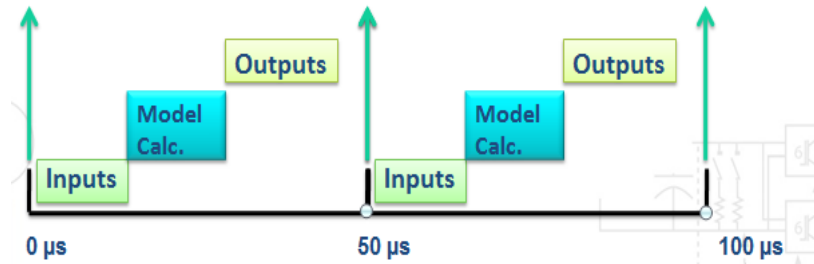 Outputs
Outputs
Model
Calc.
Model
Calc.
Inputs
Inputs
0 µs
50 µs
100 µs